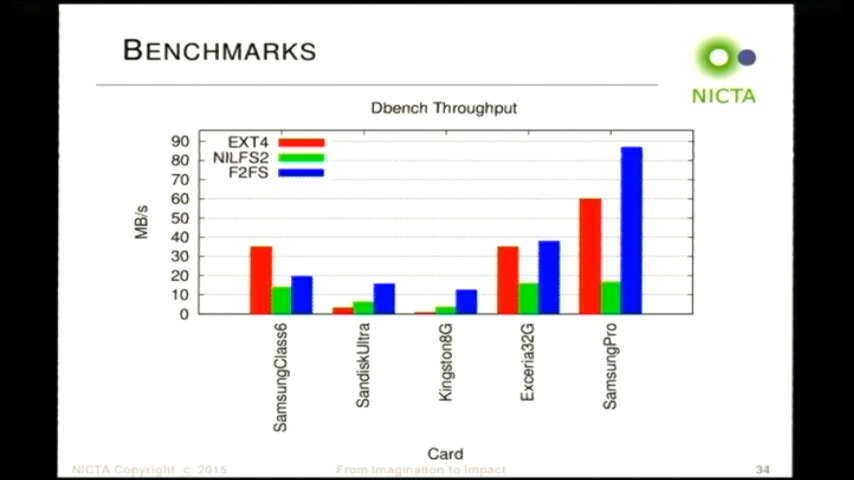 BENCHMARKS
NICTA
Dbench Throughput
EXT4
NILFS2
F2FS
90
80
70
60
50
40
30
20
10
0
MB/s
SamsungClass6
SandiskUltra
Kingston8G
Exceria32G
SamsungPro
Card
NICTA Copyright © 2015
From Imagination to Impact
34